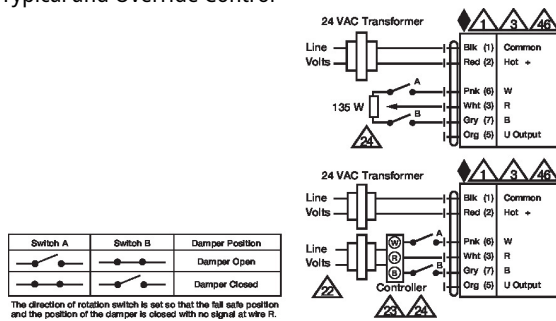 Typical and Override Control
24 VAC Transformer
1 3 46
Line
Volts
Blk (1) Common
Red (2) Hot +
A
Pnk (6) W
135 W
Wht (3) R
B
Gry (7) B
24
Org (5) U Output
24 VAC Transformer
1 3 46
Line
Volts
Blk (1) Common
Red (2) Hot +
A
W
Pnk (6) W
Line
Volts
R
Wht (3) R
B
B
Gry (7) B
22
Controller
Org (5) U Output
23 24
Switch A Switch B Damper Position
Damper Open
Damper Closed
The direction of rotation switch is set so that the fail safe position
and the position of the damper is closed with no signal at wire R.